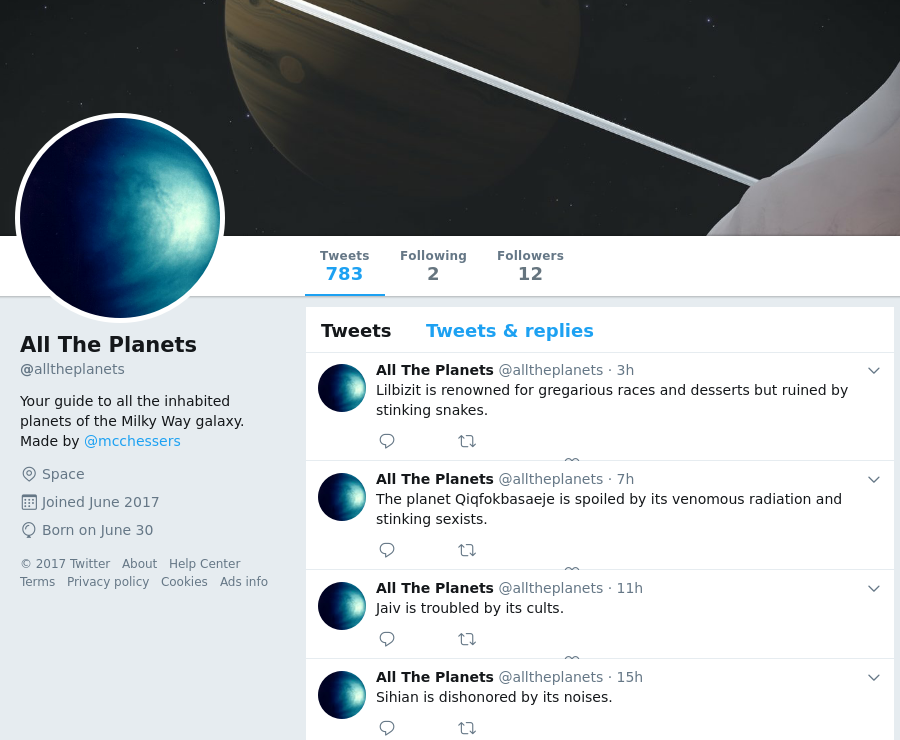 Tweets Following Followers
783 2 12
All The Planets
@alltheplanets
Your guide to all the inhabited
planets of the Milky Way galaxy.
Made by @mcchessers
Space
Joined June 2017
Born on June 30
© 2017 Twitter About Help Center
Terms Privacy policy Cookies Ads info
Tweets Tweets & replies
All The Planets @alltheplanets · 3h
Lilbizit is renowned for gregarious races and desserts but ruined by
stinking snakes.
All The Planets @alltheplanets · 7h
The planet Qiqfokbasaeje is spoiled by its venomous radiation and
stinking sexists.
All The Planets @alltheplanets · 11h
Jaiv is troubled by its cults.
All The Planets @alltheplanets · 15h
Sihian is dishonored by its noises.